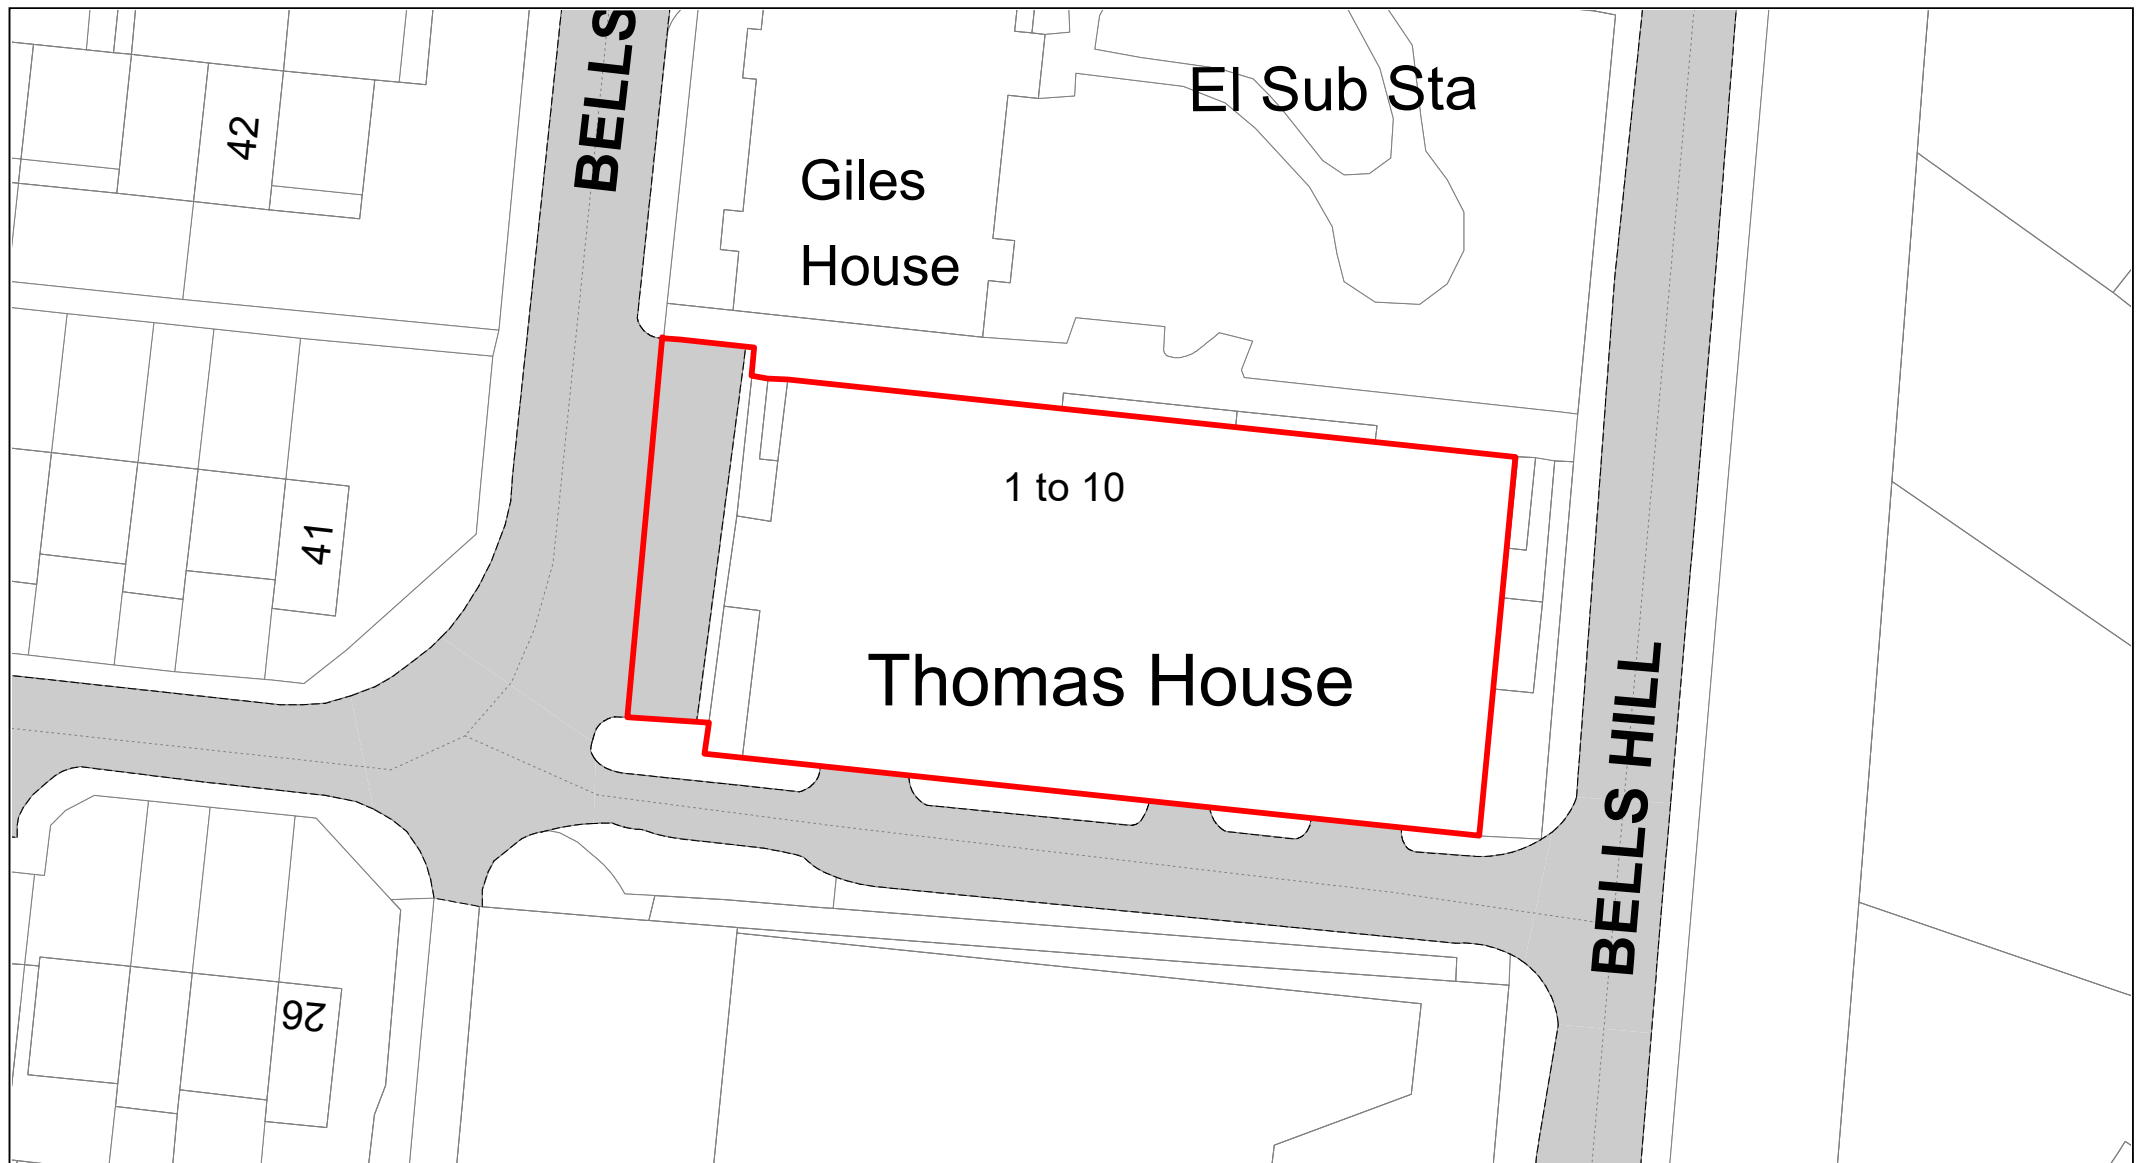 BELLS
El Sub Sta
42
Giles
House
1 to 10
41
Thomas House
BELLS HILL
26